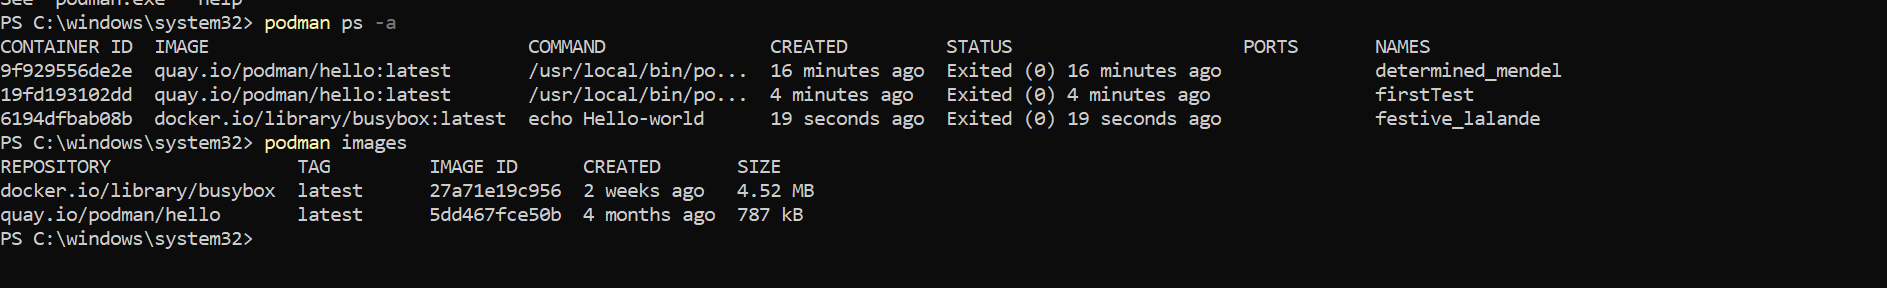 See 'podman.exe --help'
PS C:\windows\system32> podman ps -a
CONTAINER ID  IMAGE                             COMMAND               CREATED         STATUS                     PORTS       NAMES
9f929556de2e  quay.io/podman/hello:latest       /usr/local/bin/po...  16 minutes ago  Exited (0) 16 minutes ago              determined_mendel
19fd193102dd  quay.io/podman/hello:latest       /usr/local/bin/po...  4 minutes ago   Exited (0) 4 minutes ago               firstTest
6194dfbab08b  docker.io/library/busybox:latest  echo Hello-world      19 seconds ago  Exited (0) 19 seconds ago              festive_lalande
PS C:\windows\system32> podman images
REPOSITORY                 TAG         IMAGE ID      CREATED       SIZE
docker.io/library/busybox  latest      27a71e19c956  2 weeks ago   4.52 MB
quay.io/podman/hello       latest      5dd467fce50b  4 months ago  787 kB
PS C:\windows\system32>